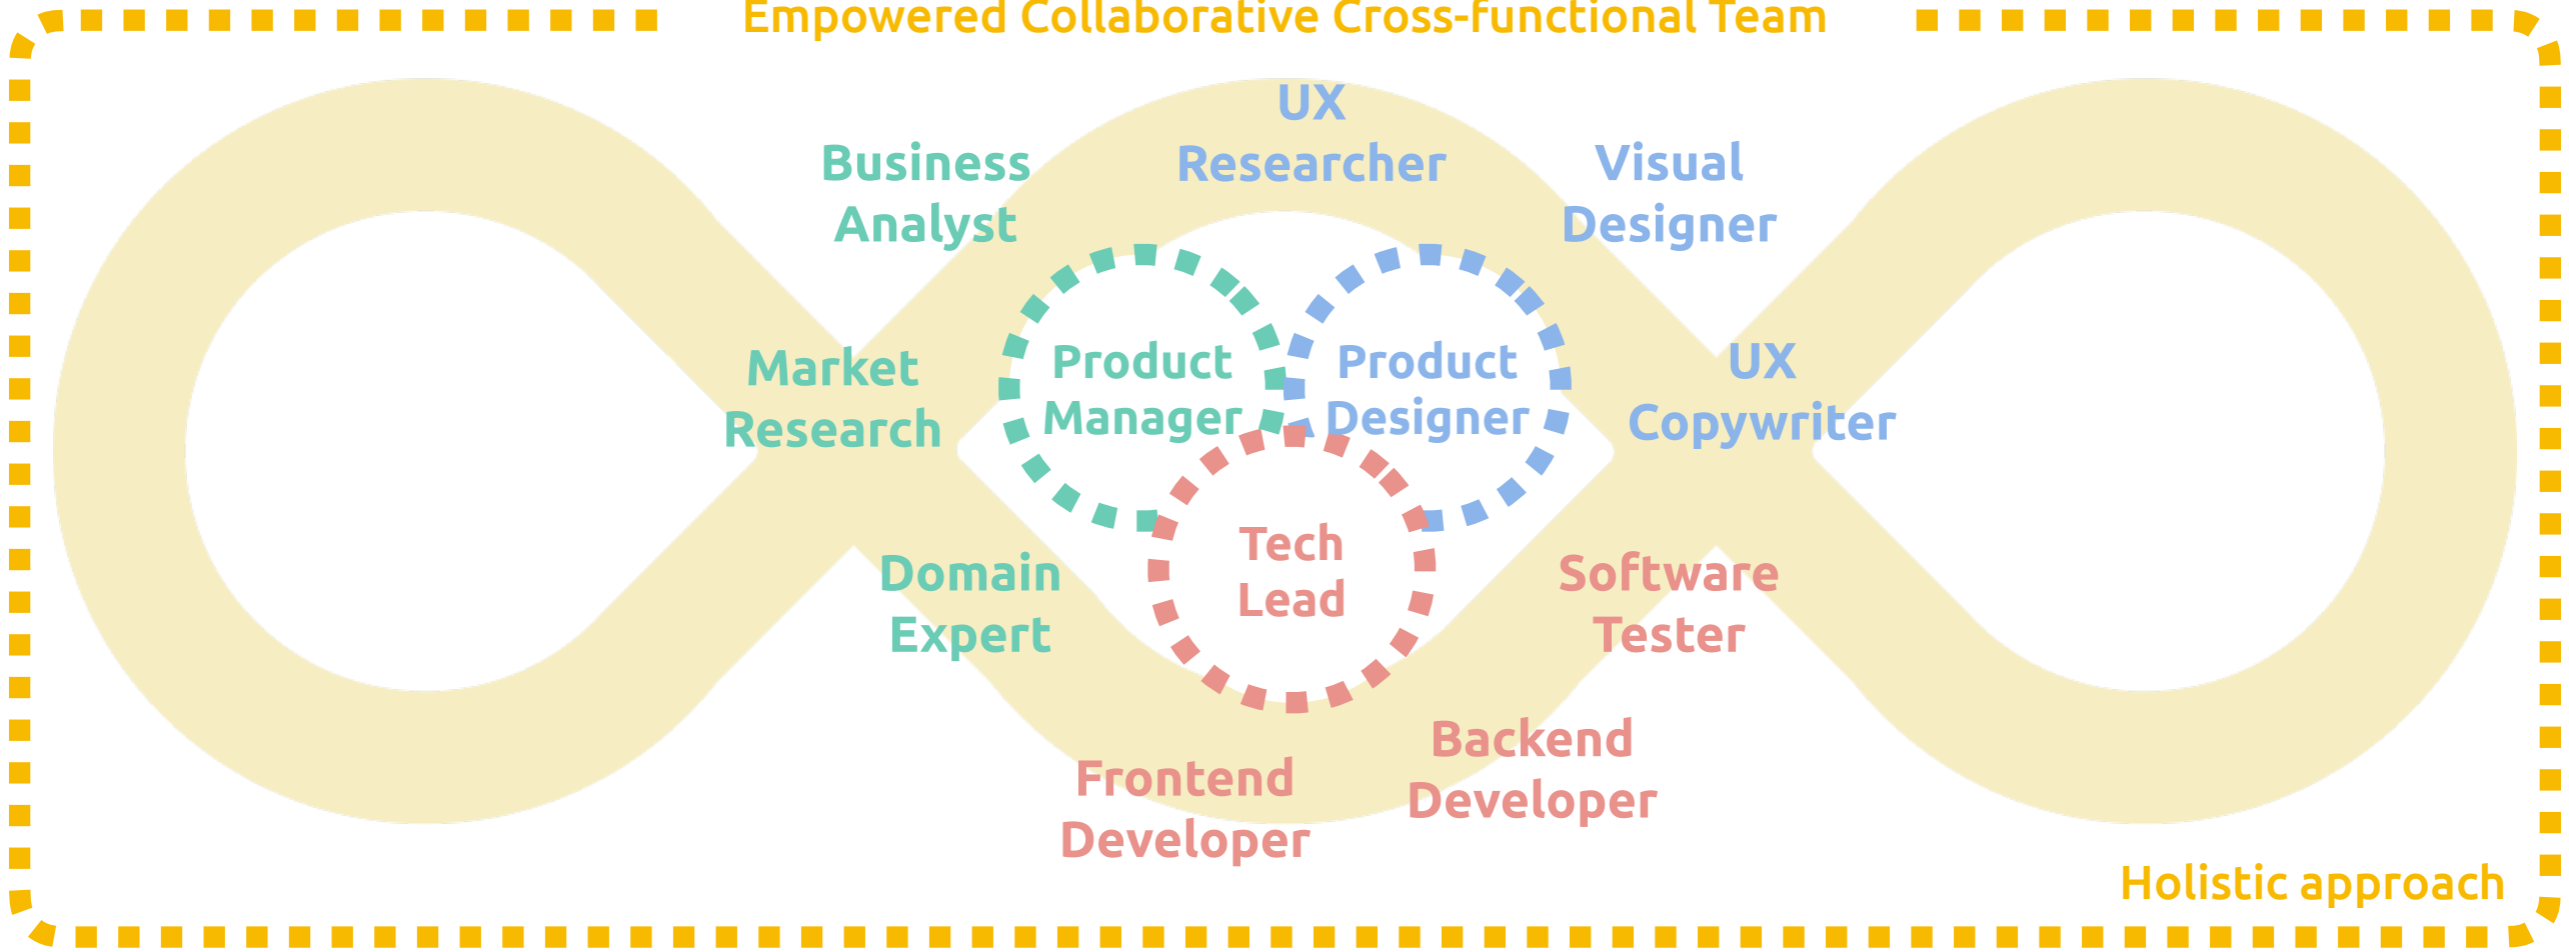 Empowered Collaborative Cross-functional Team
UX
Researcher
Business
Analyst
Visual
Designer
Market
Research
Product
Manager
Product
Designer
UX
Copywriter
Tech
Lead
Domain
Expert
Software
Tester
Frontend
Developer
Backend
Developer
Holistic approach